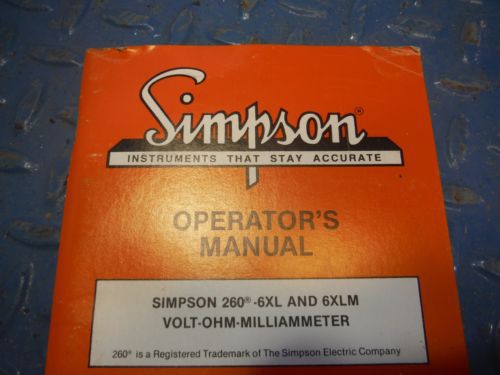 Simpson®
INSTRUMENTS THAT STAY ACCURATE
OPERATOR'S
MANUAL
SIMPSON 260®-6XL AND 6XLM
VOLT-OHM-MILLIAMMETER
260® is a Registered Trademark of The Simpson Electric Company